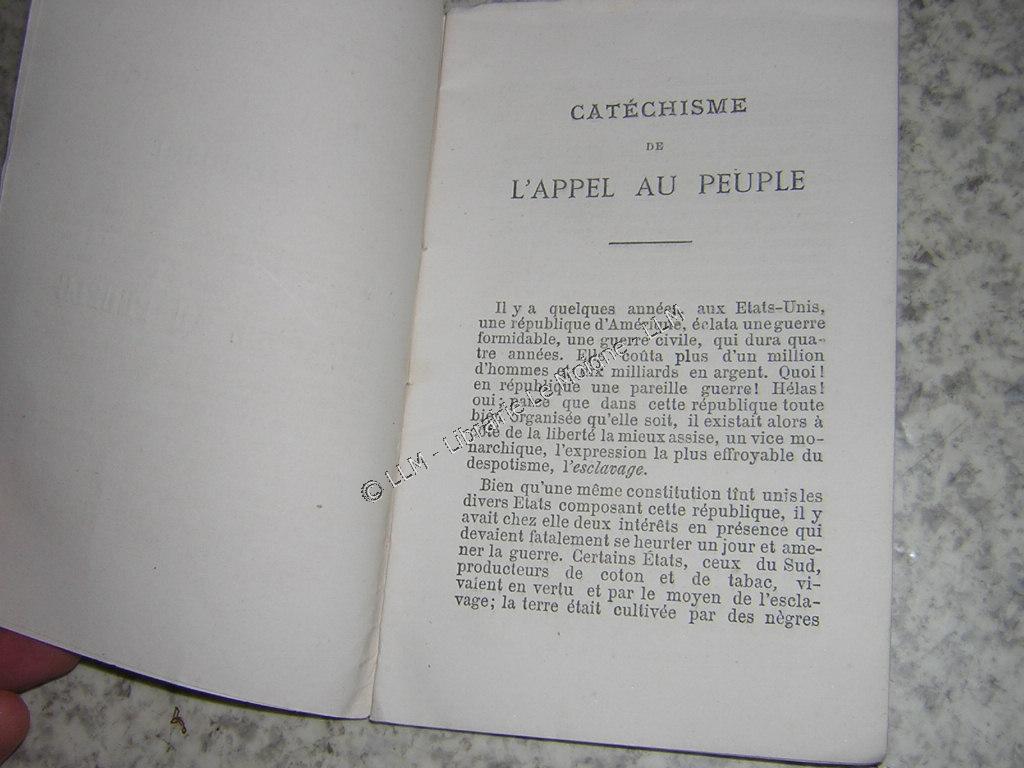 CATÉCHISME
DE
L'APPEL AU PEUPLE
Il y a quelques années, aux Etats-Unis,
une république d'Amérique, éclata une guerre
formidable, une guerre civile, qui dura qua-
tre années. Elle coûta plus d'un million
d'hommes et dix milliards en argent. Quoi!
en république une pareille guerre! Hélas!
oui; parce que dans cette république toute
bien organisée qu'elle soit, il existait alors à
côté de la liberté la mieux assise, un vice mo-
narchique, l'expression la plus effroyable du
despotisme, l'esclavage.
Bien qu'une même constitution tînt unis les
divers Etats composant cette république, il y
avait chez elle deux intérêts en présence qui
devaient fatalement se heurter un jour et ame-
ner la guerre. Certains États, ceux du Sud,
producteurs de coton et de tabac, vi-
vaient en vertu et par le moyen de l'escla-
vage; la terre était cultivée par des nègres
© LLM - Librairie Le Moione - LLM